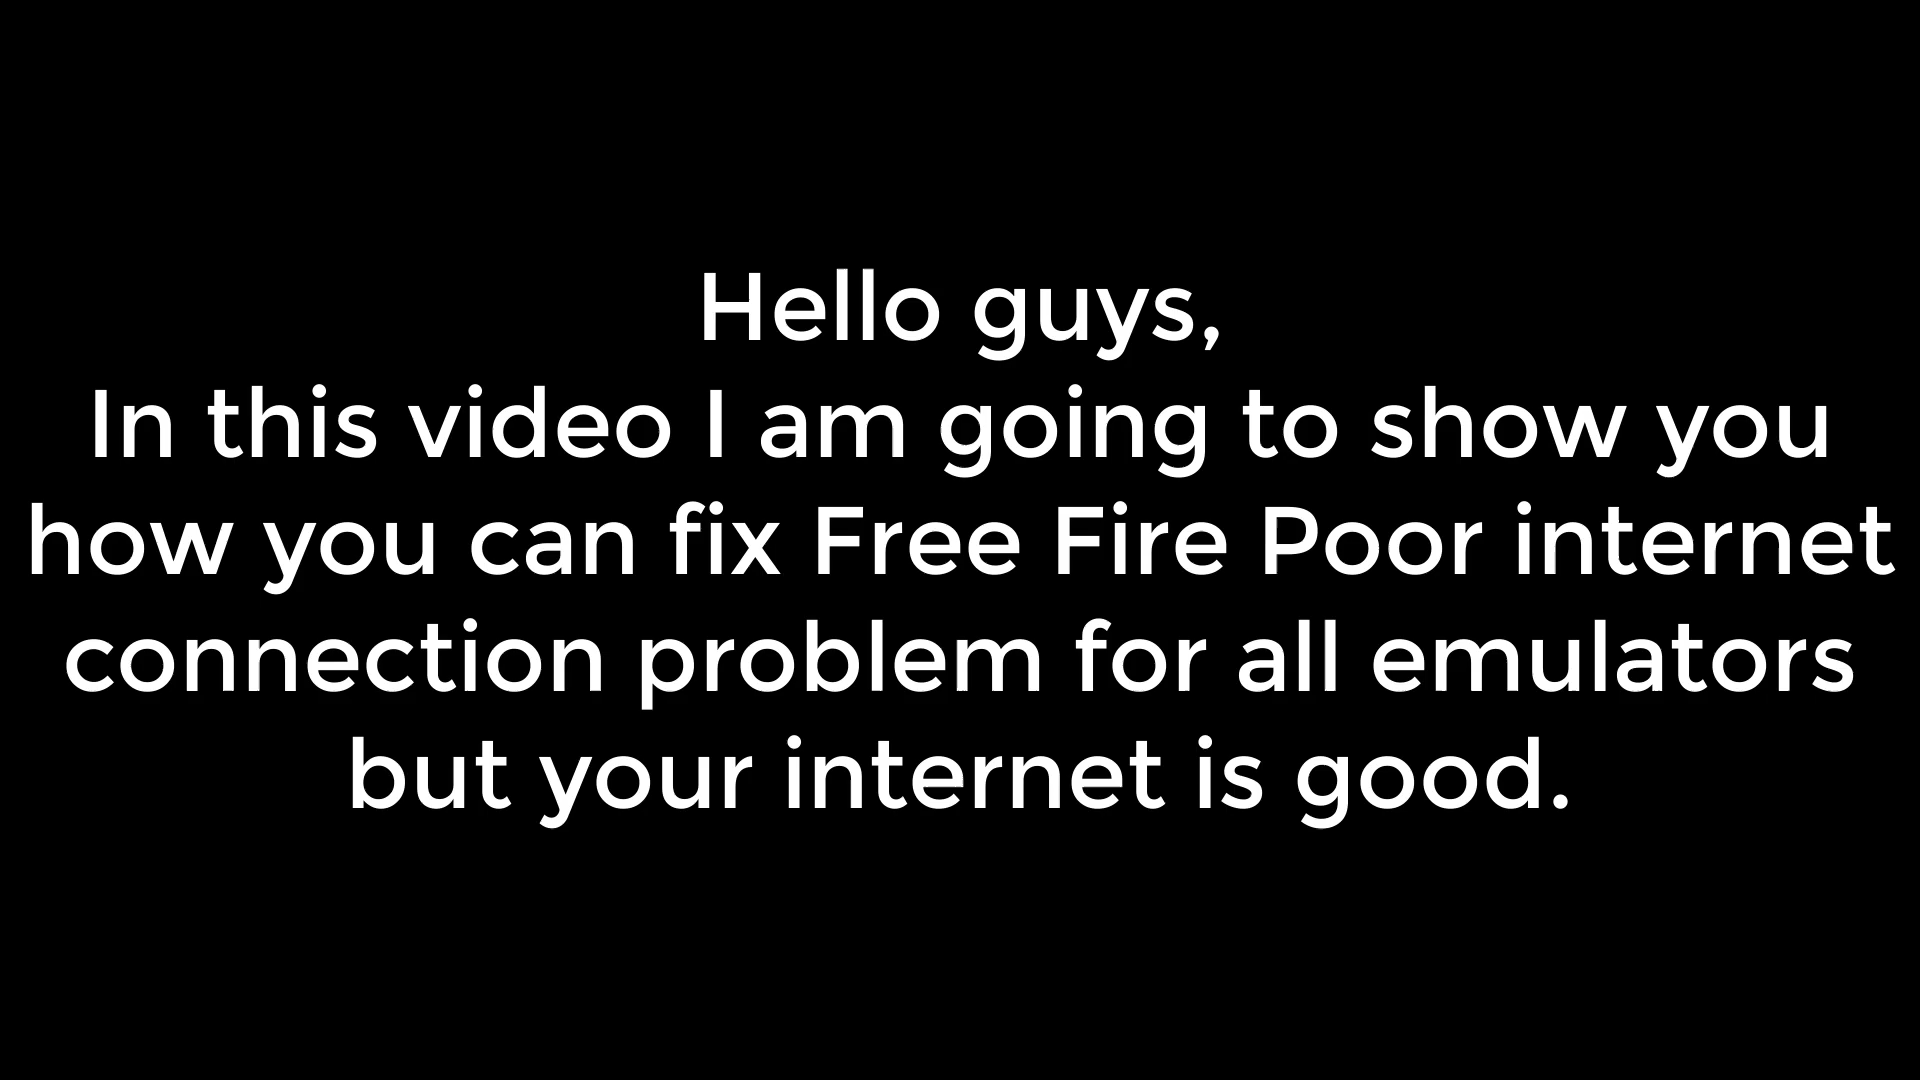 Hello guys,
In this video I am going to show you
how you can fix Free Fire Poor internet
connection problem for all emulators
but your internet is good.